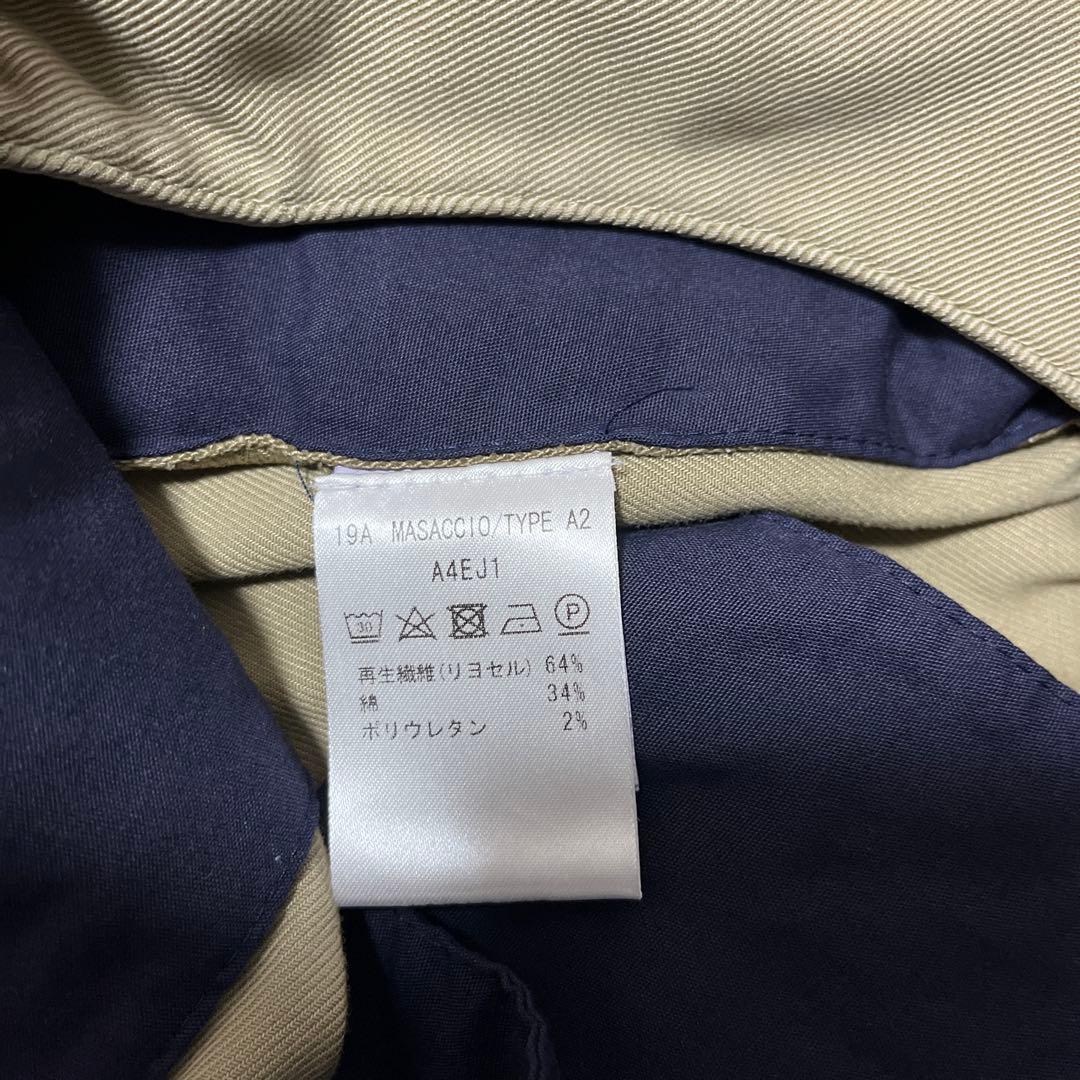 19A MASACCIO/TYPE A2
A4EJ1
30 P
再生繊維(リヨセル) 64%
綿 34%
ポリウレタン 2%